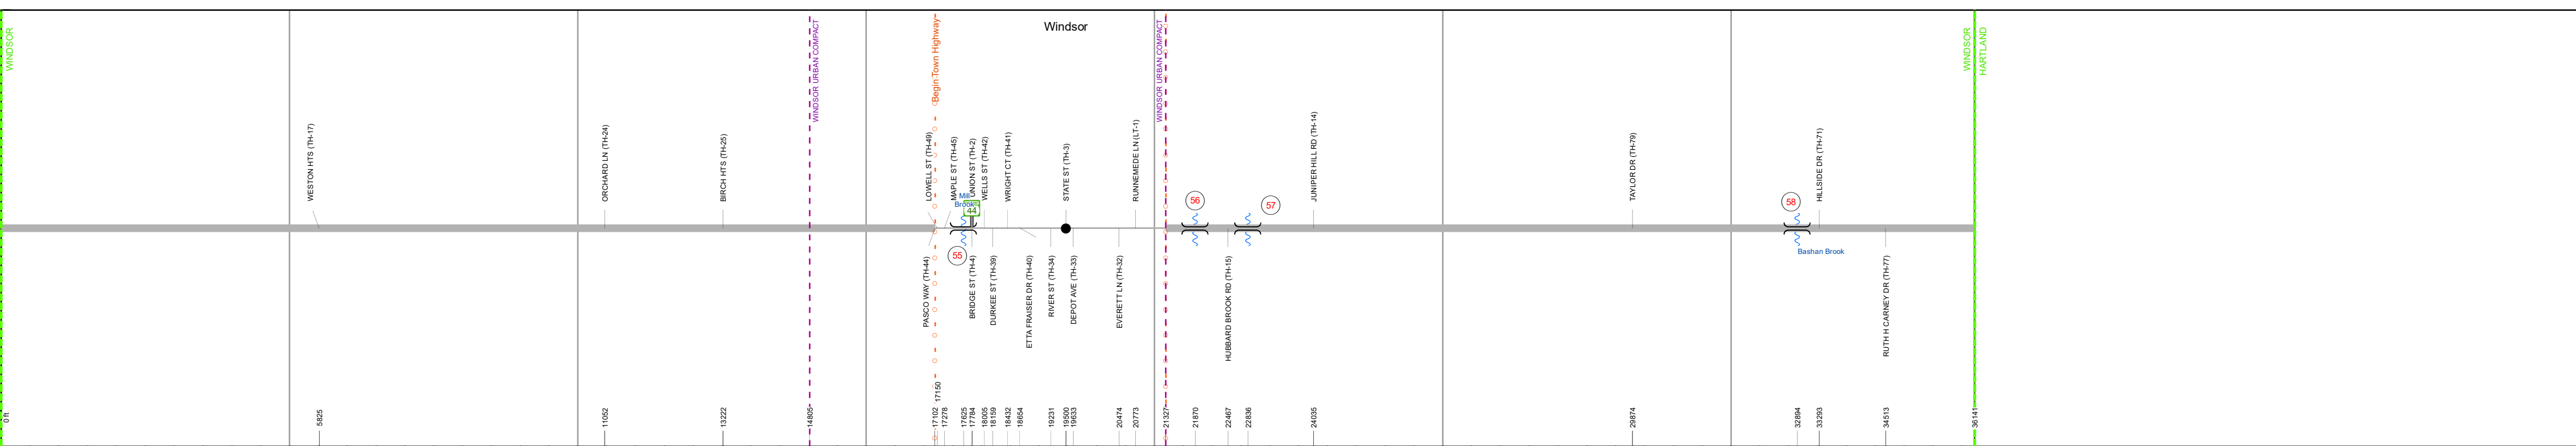 Windsor
WINDSOR
WINDSOR URBAN COMPACT
Begin Town Highway
WINDSOR URBAN COMPACT
WINDSOR
HARTLAND
WESTON HTS (TH-17)
ORCHARD LN (TH-24)
BIRCH HTS (TH-25)
LOWELL ST (TH-49)
MAPLE ST (TH-45)
UNION ST (TH-2)
WELLS ST (TH-42)
WRIGHT CT (TH-41)
STATE ST (TH-3)
RUNNEMEDE LN (LT-1)
JUNIPER HILL RD (TH-14)
TAYLOR DR (TH-79)
HILLSIDE DR (TH-71)
Mill
Brook
44
56
57
58
55
Bashan Brook
PASCO WAY (TH-44)
BRIDGE ST (TH-4)
DURKEE ST (TH-39)
ETTA FRAISER DR (TH-40)
RIVER ST (TH-34)
DEPOT AVE (TH-33)
EVERETT LN (TH-32)
HUBBARD BROOK RD (TH-15)
RUTH H CARNEY DR (TH-77)
0 ft
5825
11052
13222
14805
17102
17150
17278
17625
17784
18005
18159
18432
18654
19231
19500
19633
20474
20773
21327
21870
22467
22836
24035
29874
32894
33293
34513
36141